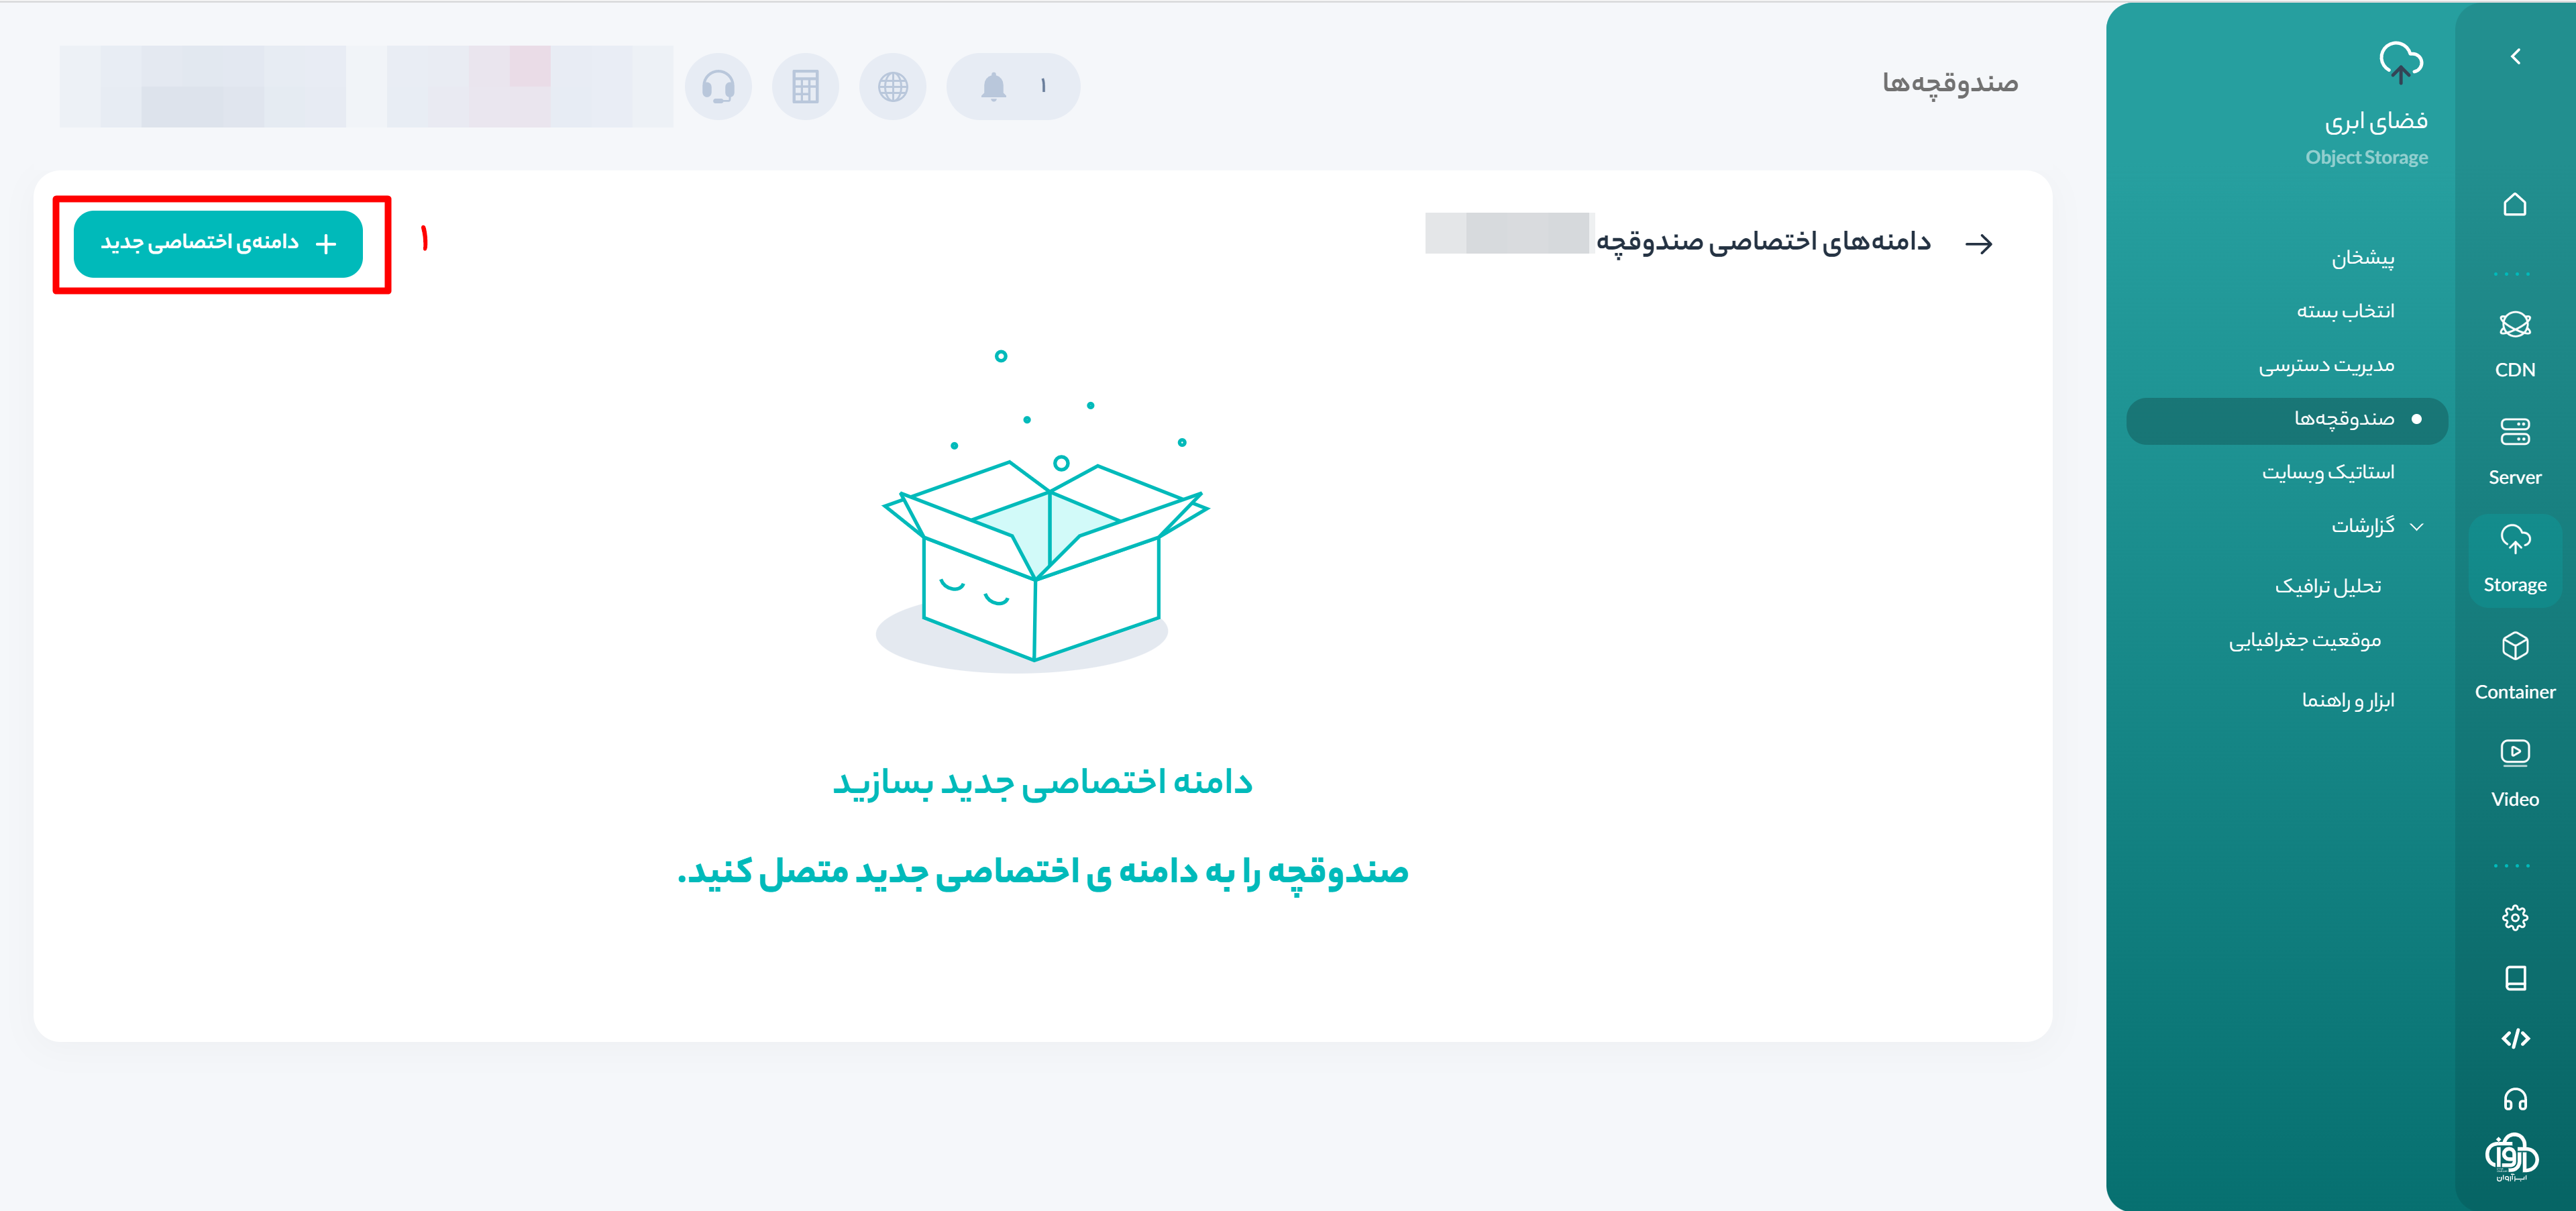 صندوقچه‌ها
۱
دامنه‌های اختصاصی صندوقچه
دامنه‌ی اختصاصی جدید
۱
دامنه اختصاصی جدید بسازید
صندوقچه را به دامنه ی اختصاصی جدید متصل کنید.
فضای ابری
Object Storage
پیشخان
انتخاب بسته
مدیریت دسترسی
صندوقچه‌ها
استاتیک وبسایت
گزارشات
تحلیل ترافیک
موقعیت جغرافیایی
ابزار و راهنما
CDN
Server
Storage
Container
Video
ابر آروان